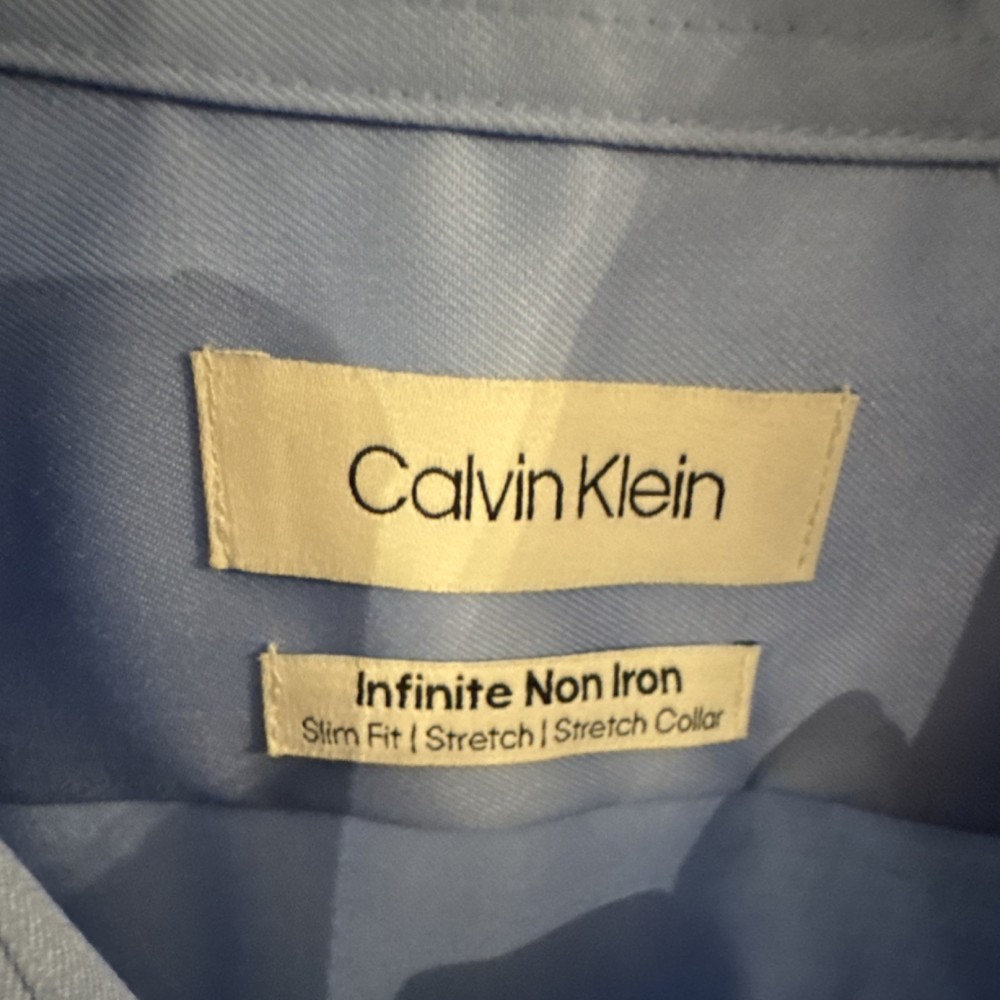 Calvin Klein
Infinite Non Iron
Slim Fit | Stretch | Stretch Collar